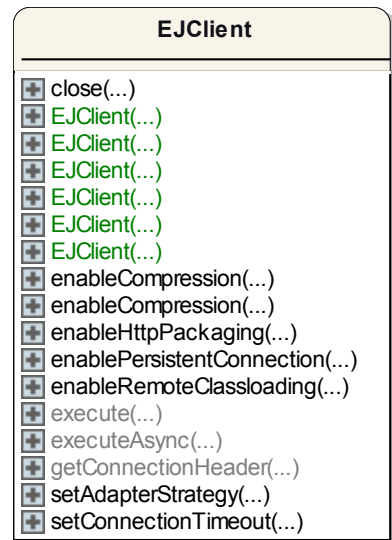 EJClient
close(...)
EJClient(...)
EJClient(...)
EJClient(...)
EJClient(...)
EJClient(...)
EJClient(...)
enableCompression(...)
enableCompression(...)
enableHttpPackaging(...)
enablePersistentConnection(...)
enableRemoteClassloading(...)
execute(...)
executeAsync(...)
getConnectionHeader(...)
setAdapterStrategy(...)
setConnectionTimeout(...)